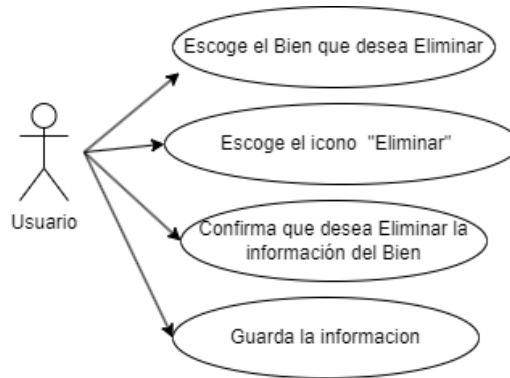 Escoge el Bien que desea Eliminar
Escoge el icono "Eliminar"
Usuario
Confirma que desea Eliminar la
información del Bien
Guarda la informacion